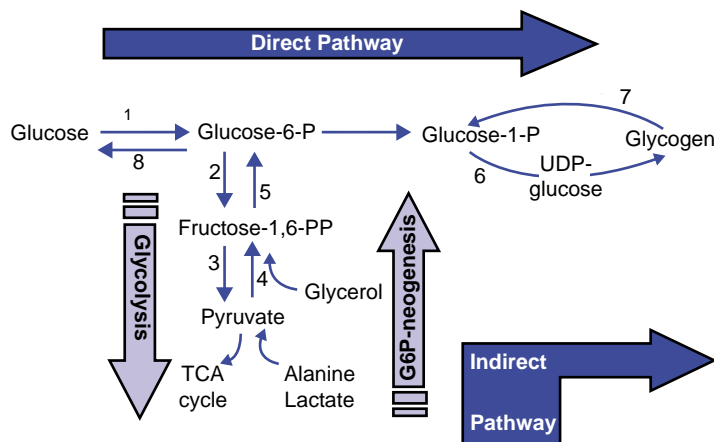 Direct Pathway
1
7
Glucose
Glucose-6-P
Glucose-1-P
Glycogen
8
2
5
6
UDP-
glucose
Fructose-1,6-PP
Glycolysis
3
4
Glycerol
G6P-neogenesis
Pyruvate
TCA
cycle
Alanine
Lactate
Indirect
Pathway